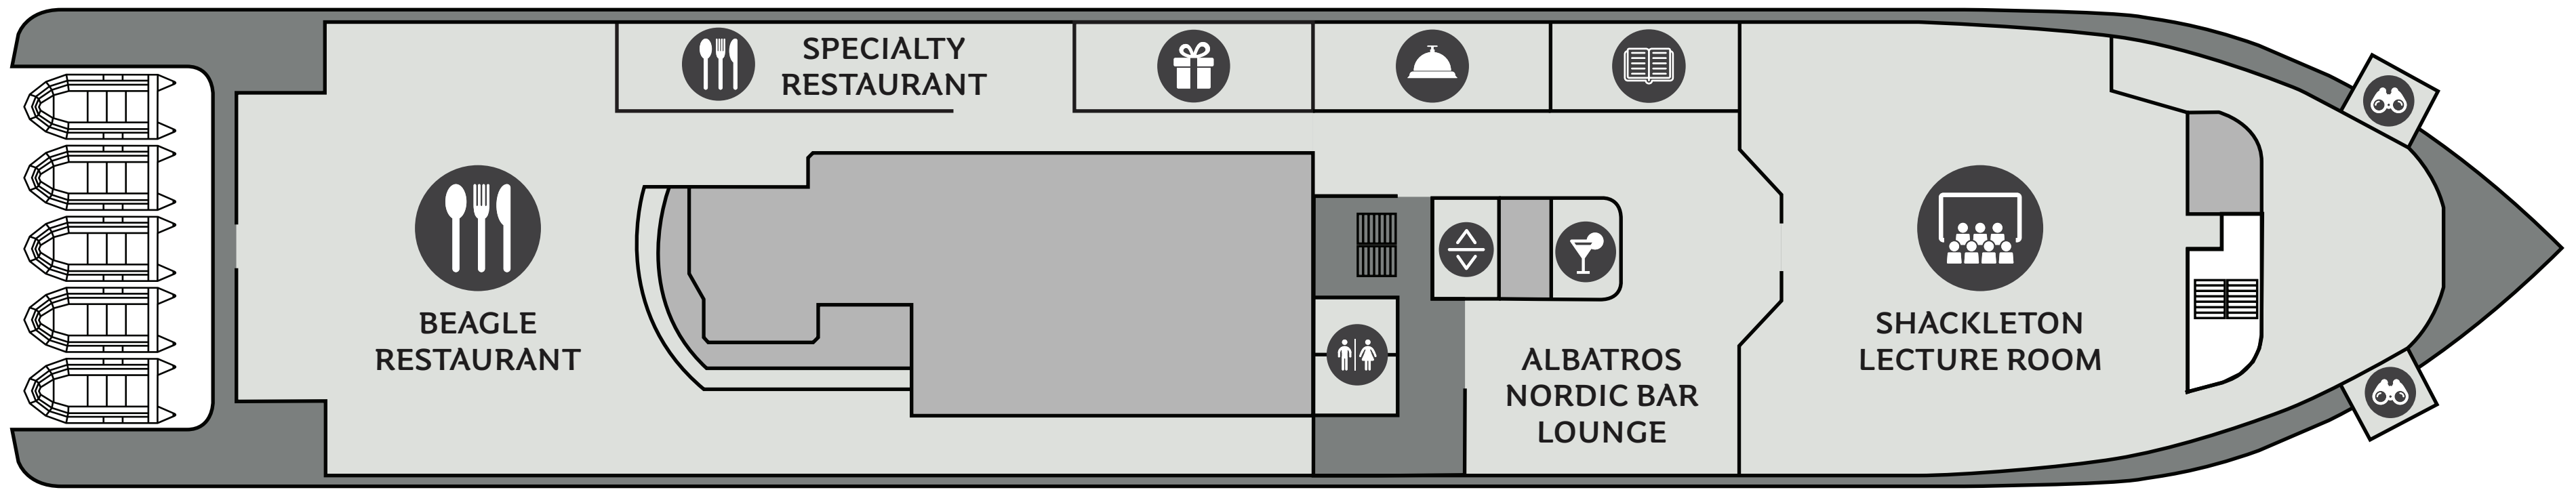 SPECIALTY
RESTAURANT
BEAGLE
RESTAURANT
ALBATROS
NORDIC BAR
LOUNGE
SHACKLETON
LECTURE ROOM